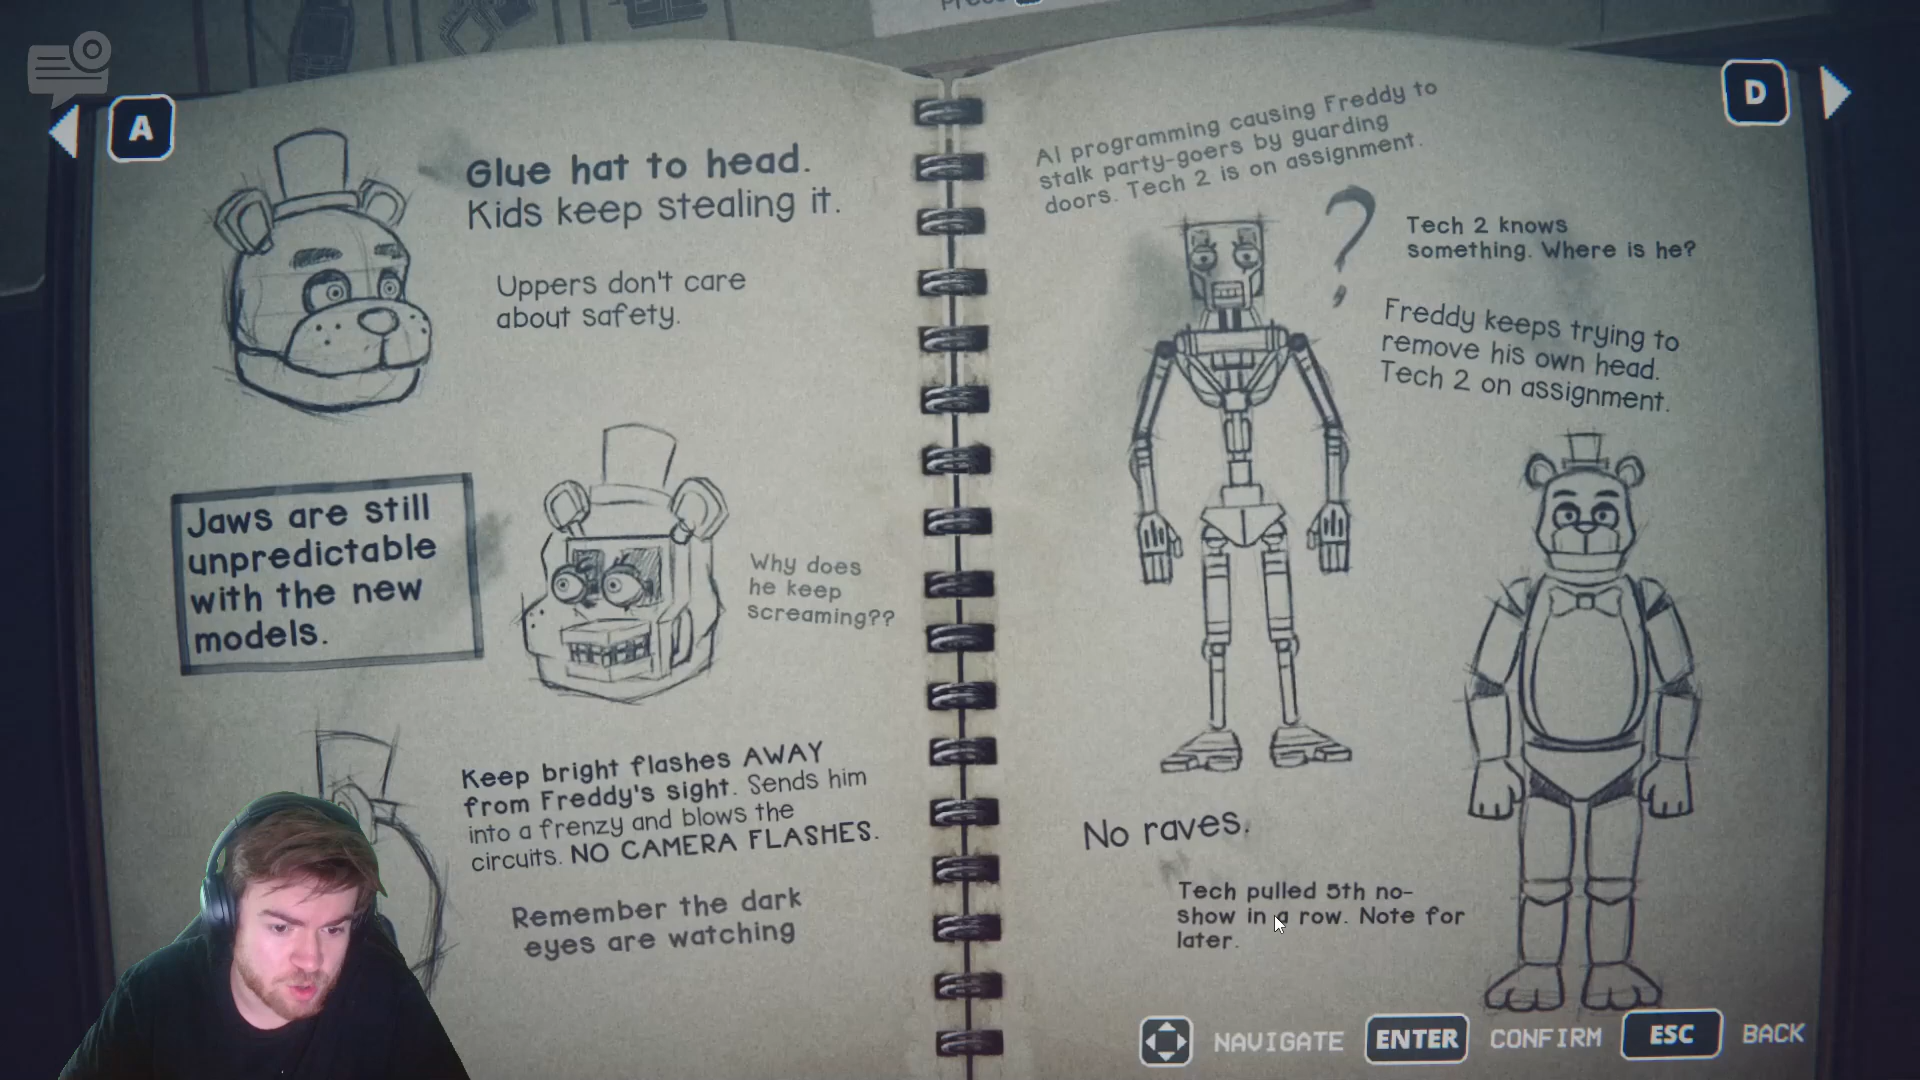 A
D
Glue hat to head.
Kids keep stealing it.
Uppers don't care
about safety.
Jaws are still
unpredictable
with the new
models.
Why does
he keep
screaming??
Keep bright flashes AWAY
from Freddy's sight. Sends him
into a frenzy and blows the
circuits. NO CAMERA FLASHES.
Remember the dark
eyes are watching
AI programming causing Freddy to
stalk party-goers by guarding
doors. Tech 2 is on assignment.
?
Tech 2 knows
something. Where is he?
Freddy keeps trying to
remove his own head.
Tech 2 on assignment.
No raves.
Tech pulled 5th no-
show in a row. Note for
later.
NAVIGATE ENTER CONFIRM ESC BACK